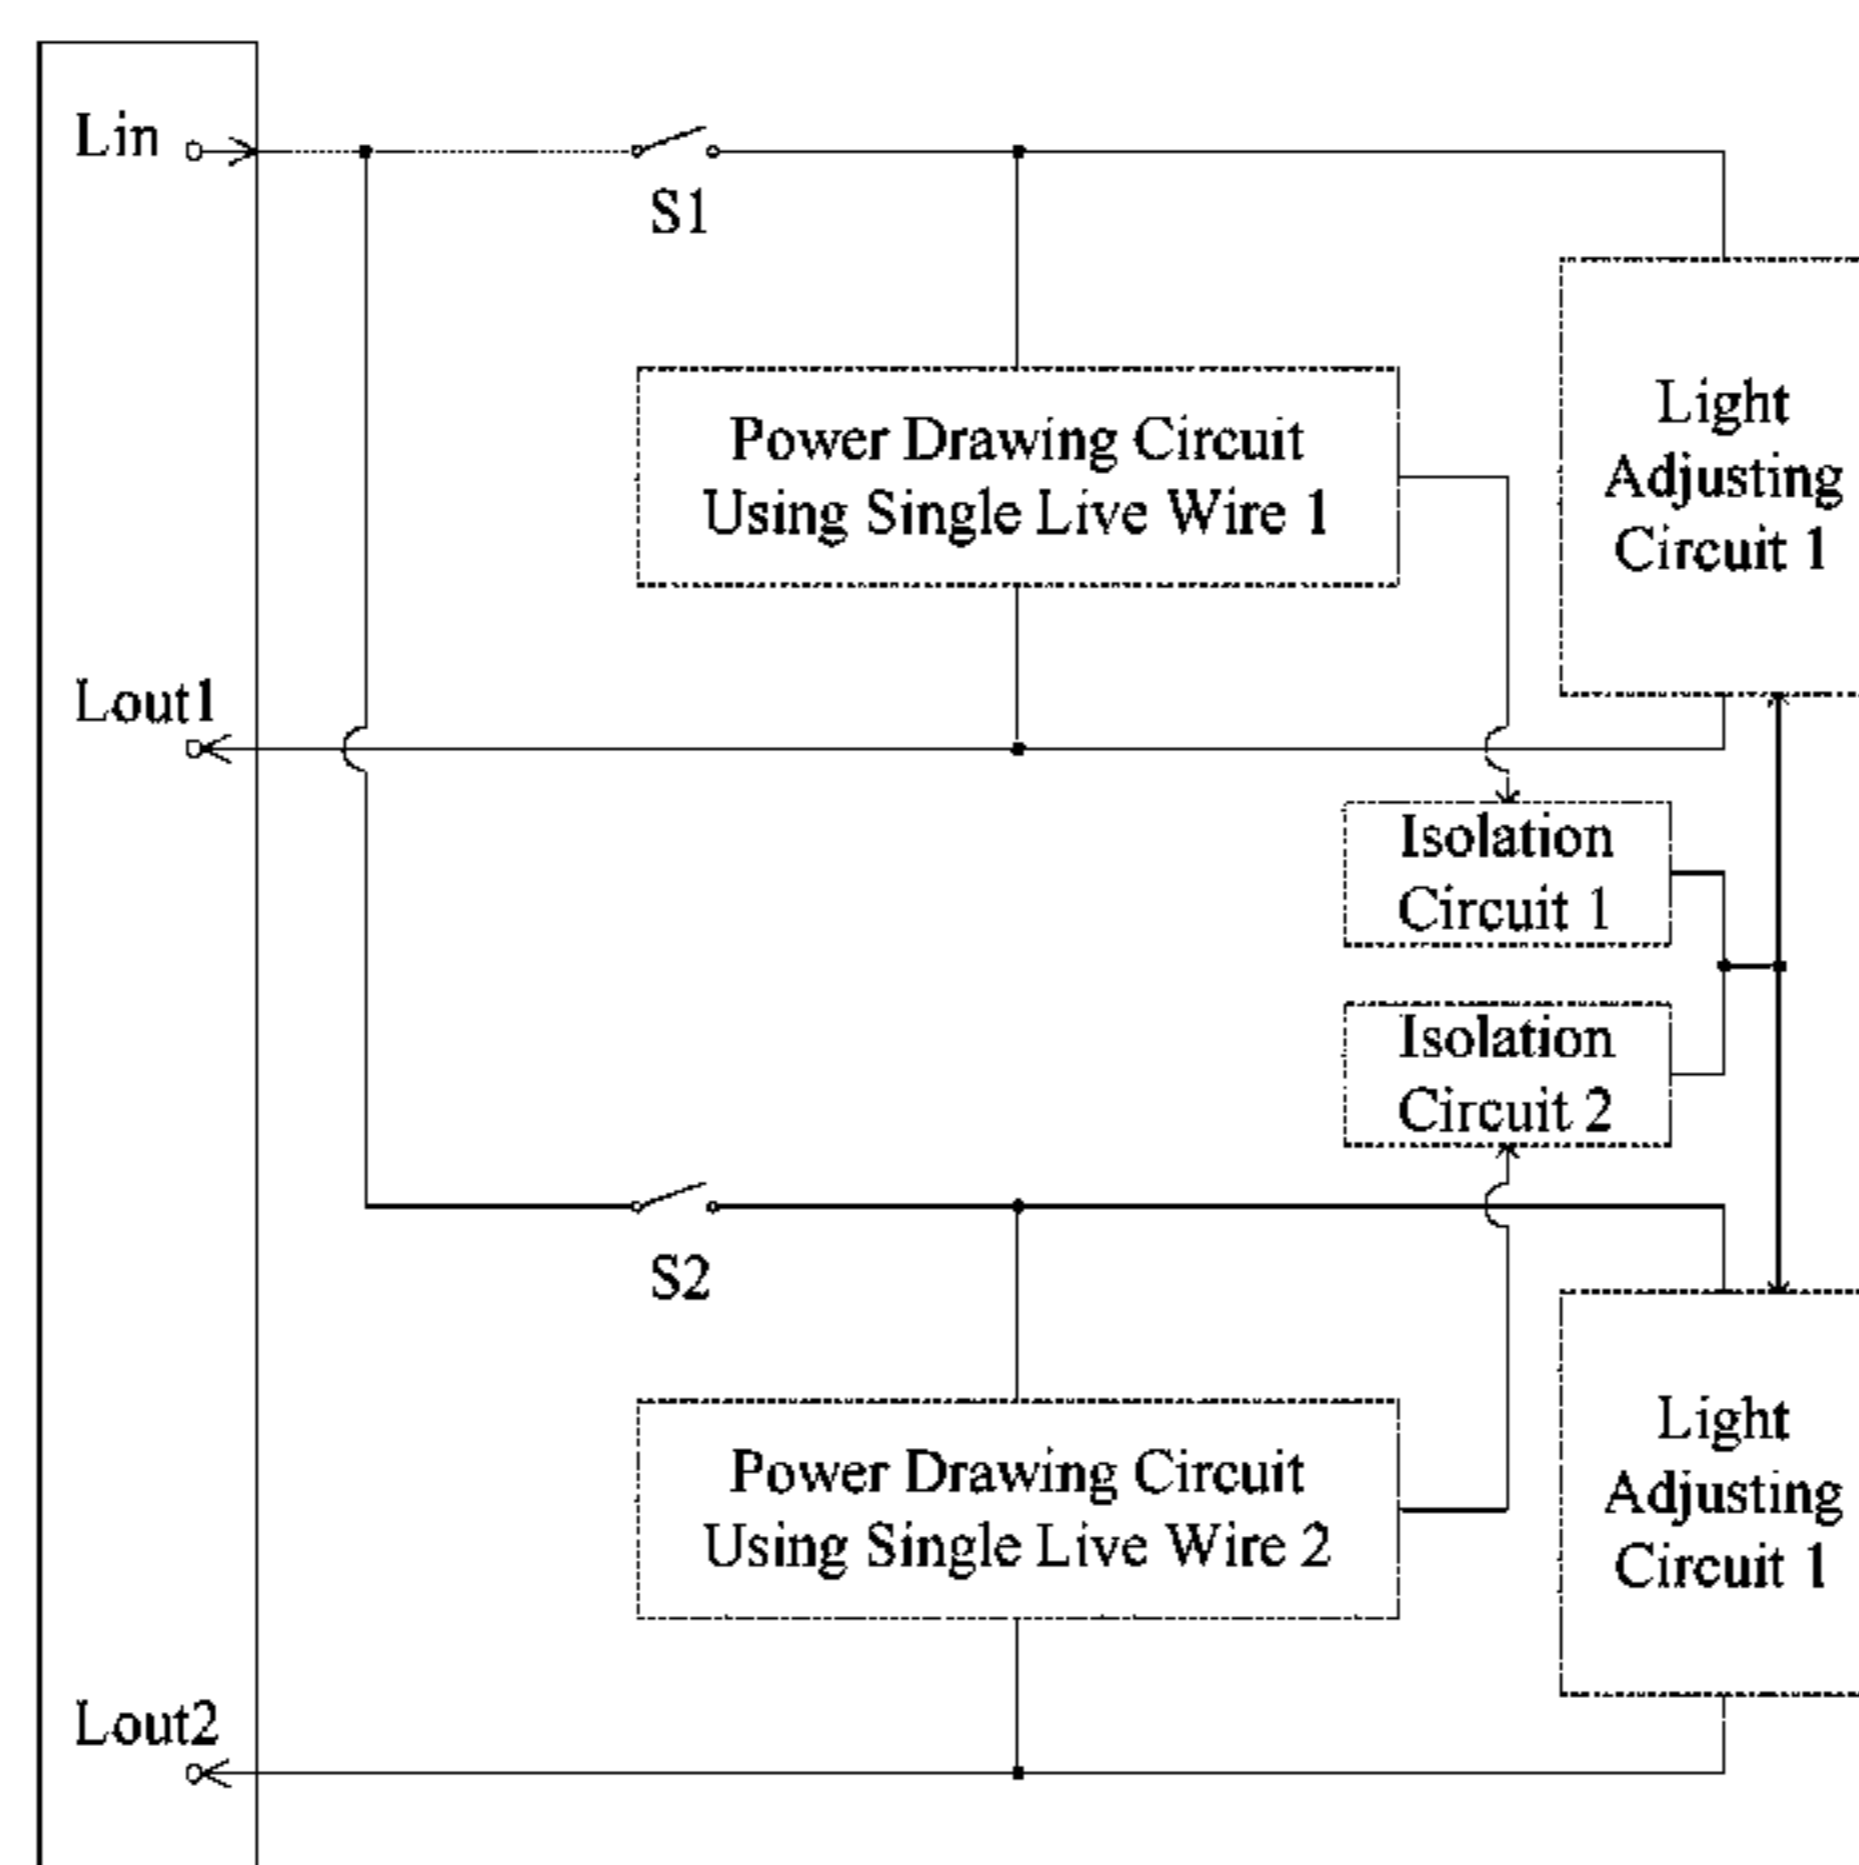 Lin
S1
Power Drawing Circuit
Using Single Live Wire 1
Light
Adjusting
Circuit 1
Lout1
Isolation
Circuit 1
Isolation
Circuit 2
S2
Power Drawing Circuit
Using Single Live Wire 2
Light
Adjusting
Circuit 1
Lout2